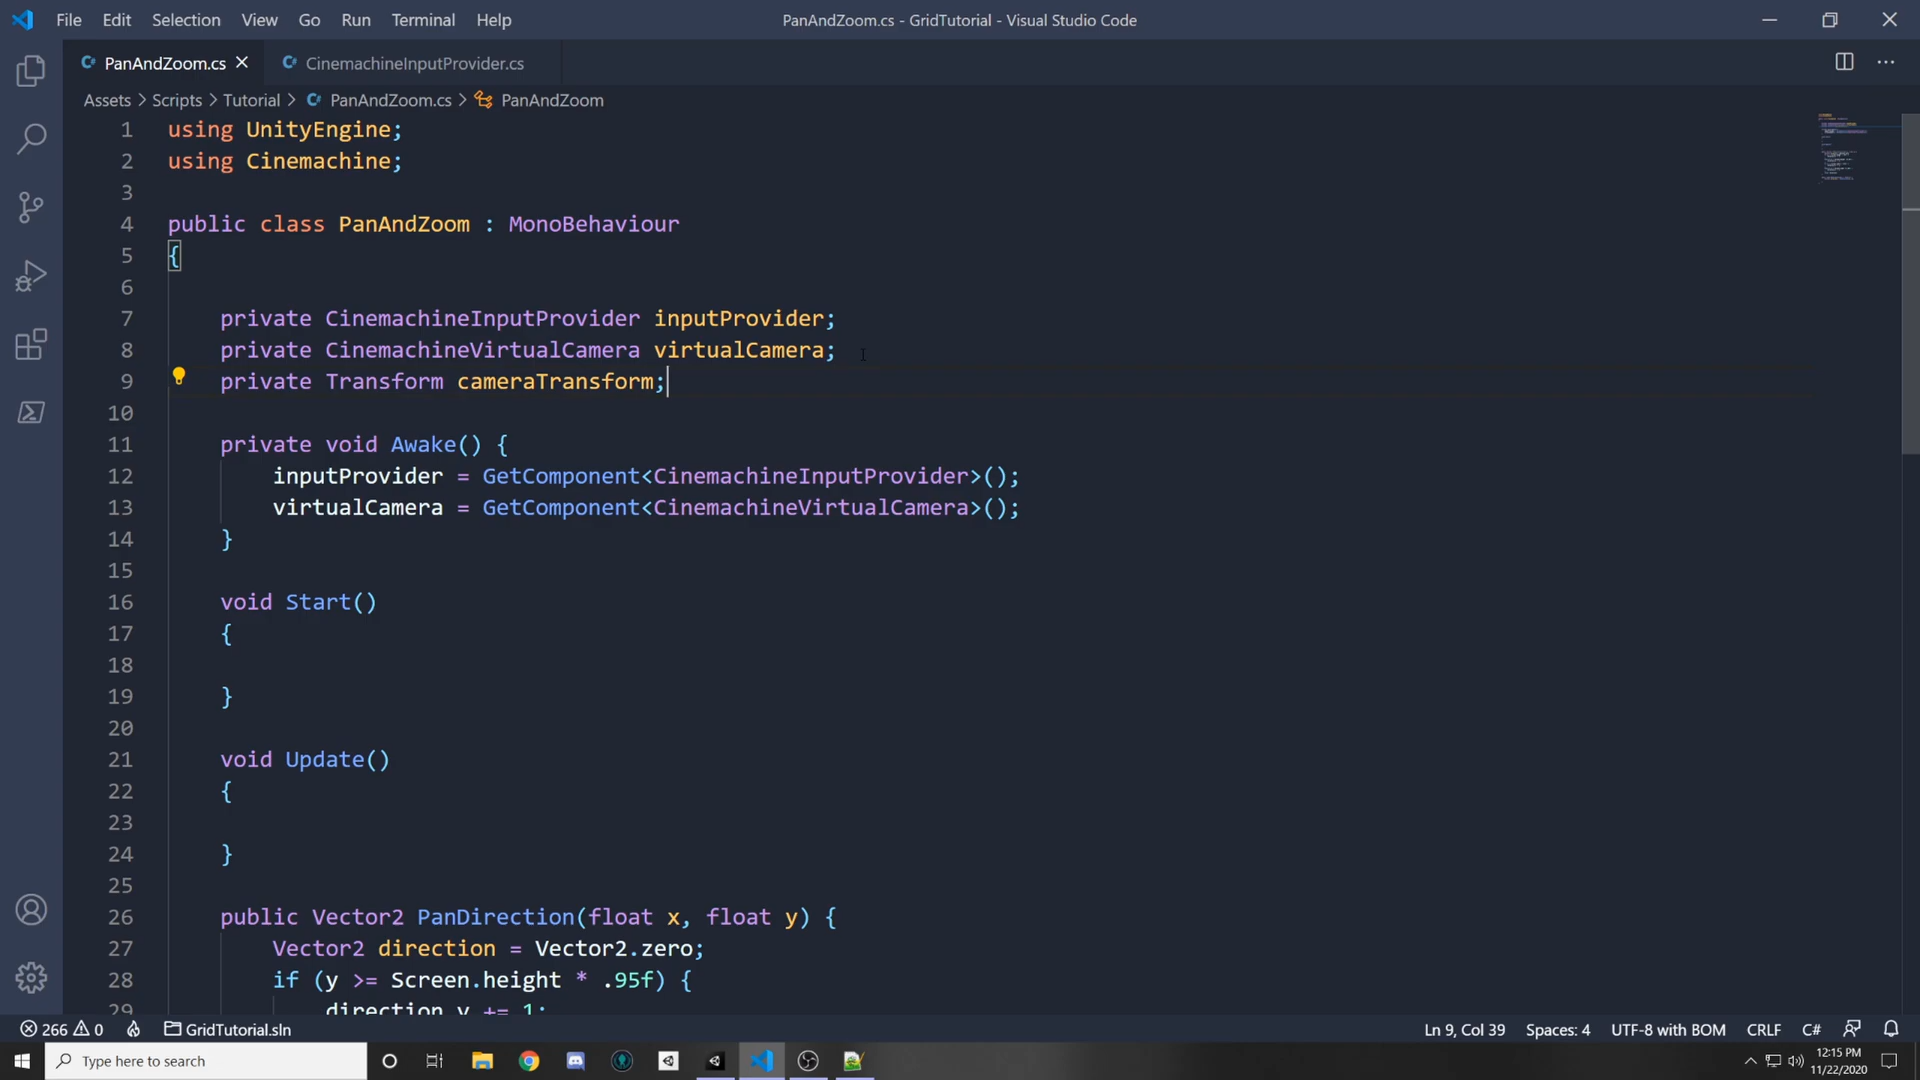 File Edit Selection View Go Run Terminal Help PanAndZoom.cs - GridTutorial - Visual Studio Code
PanAndZoom.cs CinemachineInputProvider.cs
Assets > Scripts > Tutorial > PanAndZoom.cs > PanAndZoom
1 using UnityEngine;
2 using Cinemachine;
3
4 public class PanAndZoom : MonoBehaviour
5 {
6
7 private CinemachineInputProvider inputProvider;
8 private CinemachineVirtualCamera virtualCamera;
9 private Transform cameraTransform;
10
11 private void Awake() {
12 inputProvider = GetComponent<CinemachineInputProvider>();
13 virtualCamera = GetComponent<CinemachineVirtualCamera>();
14 }
15
16 void Start()
17 {
18
19 }
20
21 void Update()
22 {
23
24 }
25
26 public Vector2 PanDirection(float x, float y) {
27 Vector2 direction = Vector2.zero;
28 if (y >= Screen.height * .95f) {
29 direction.y += 1;
266 0 GridTutorial.sln Ln 9, Col 39 Spaces: 4 UTF-8 with BOM CRLF C#
Type here to search 12:15 PM
11/22/2020